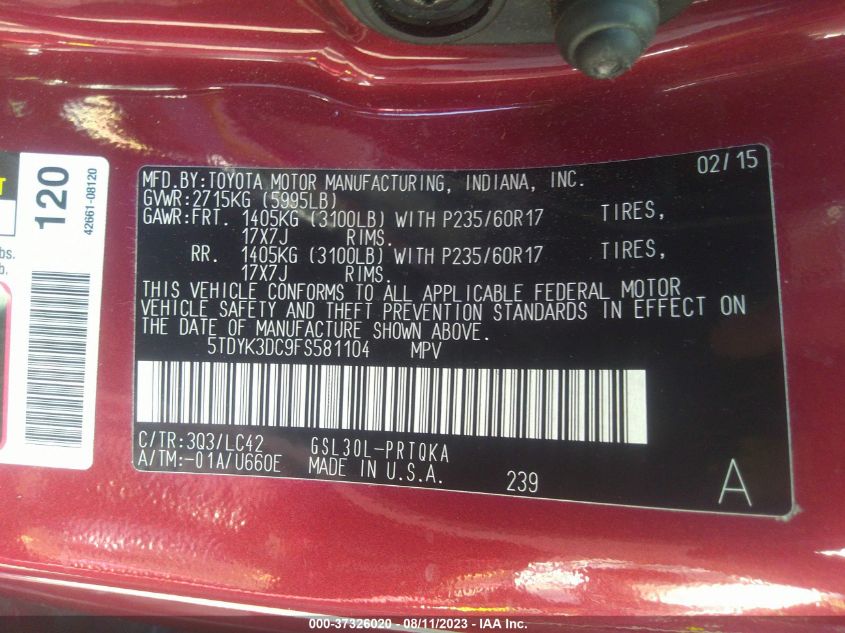 T
120
42661-08120
bs.
b.
02/15
MFD.BY:TOYOTA MOTOR MANUFACTURING, INDIANA, INC.
GVWR:2715KG (5995LB)
GAWR:FRT. 1405KG (3100LB) WITH P235/60R17 TIRES,
17X7J RIMS.
RR. 1405KG (3100LB) WITH P235/60R17 TIRES,
17X7J RIMS.
THIS VEHICLE CONFORMS TO ALL APPLICABLE FEDERAL MOTOR
VEHICLE SAFETY AND THEFT PREVENTION STANDARDS IN EFFECT ON
THE DATE OF MANUFACTURE SHOWN ABOVE.
5TDYK3DC9FS581104 MPV
C/TR:3Q3/LC42 GSL30L-PRTQKA
A/TM:-01A/U660E MADE IN U.S.A. 239 A
000-37326020 - 08/11/2023 - IAA Inc.